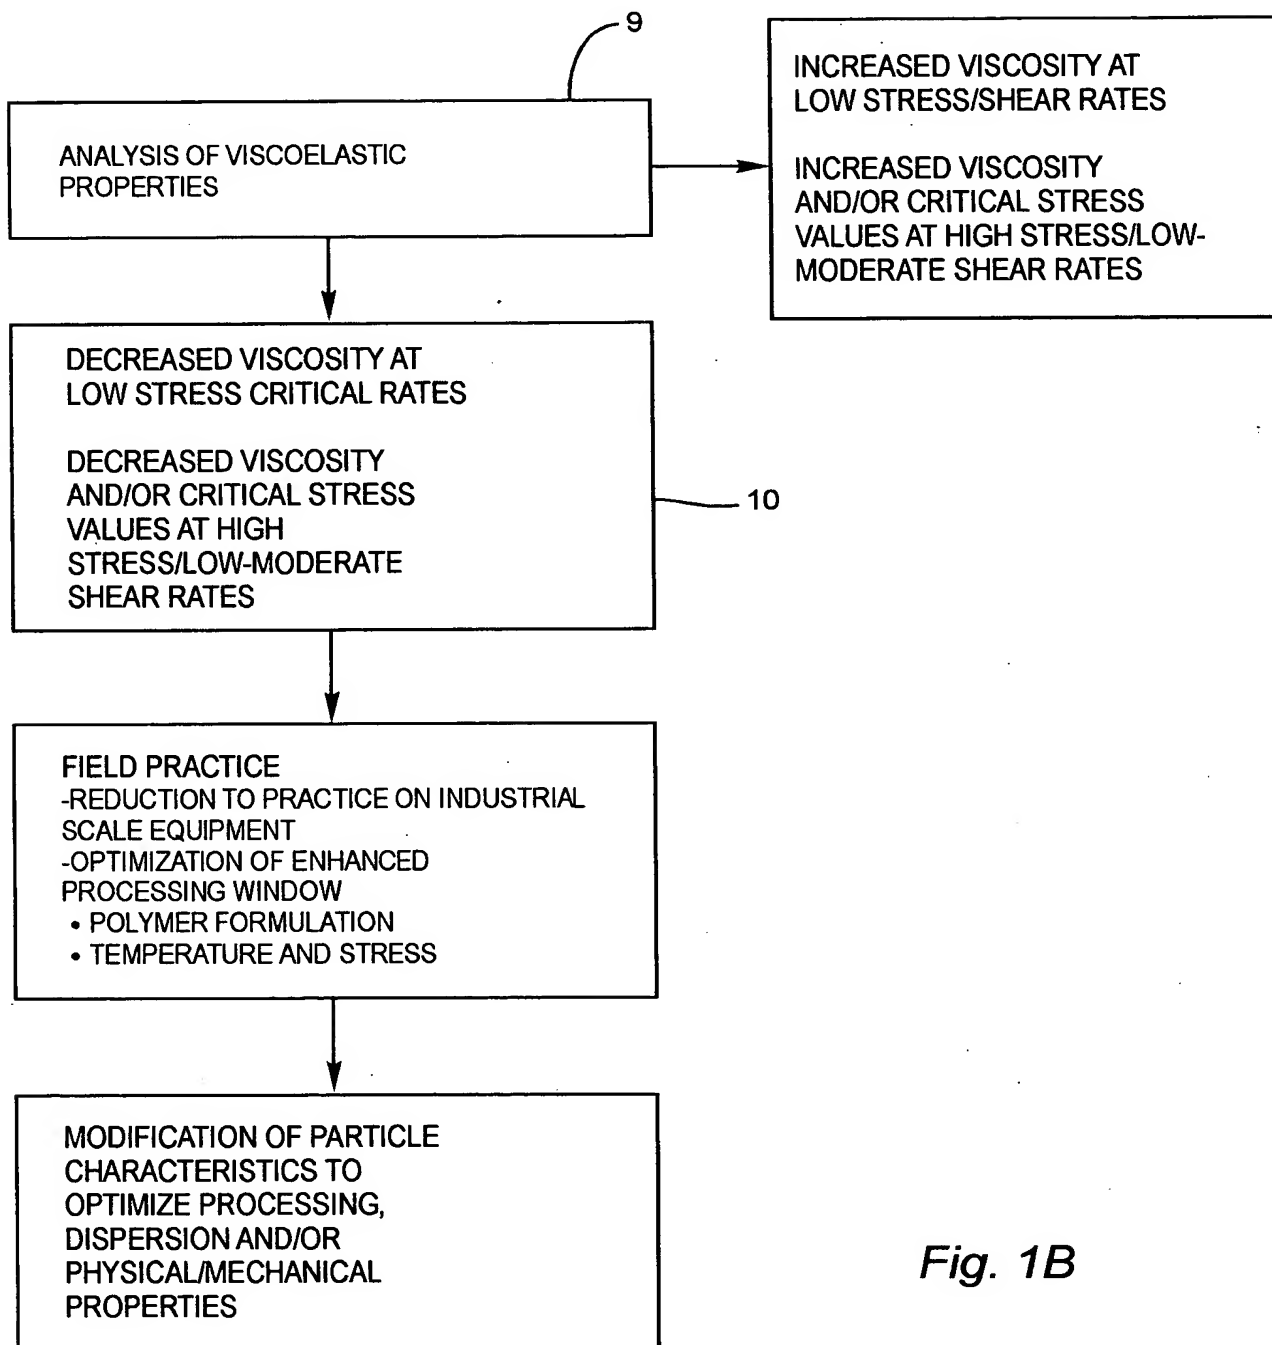 9
ANALYSIS OF VISCOELASTIC
PROPERTIES
INCREASED VISCOSITY AT
LOW STRESS/SHEAR RATES
INCREASED VISCOSITY
AND/OR CRITICAL STRESS
VALUES AT HIGH STRESS/LOW-
MODERATE SHEAR RATES
DECREASED VISCOSITY AT
LOW STRESS CRITICAL RATES
DECREASED VISCOSITY
AND/OR CRITICAL STRESS
VALUES AT HIGH
STRESS/LOW-MODERATE
SHEAR RATES
10
FIELD PRACTICE
-REDUCTION TO PRACTICE ON INDUSTRIAL
SCALE EQUIPMENT
-OPTIMIZATION OF ENHANCED
PROCESSING WINDOW
• POLYMER FORMULATION
• TEMPERATURE AND STRESS
MODIFICATION OF PARTICLE
CHARACTERISTICS TO
OPTIMIZE PROCESSING,
DISPERSION AND/OR
PHYSICAL/MECHANICAL
PROPERTIES
Fig. 1B